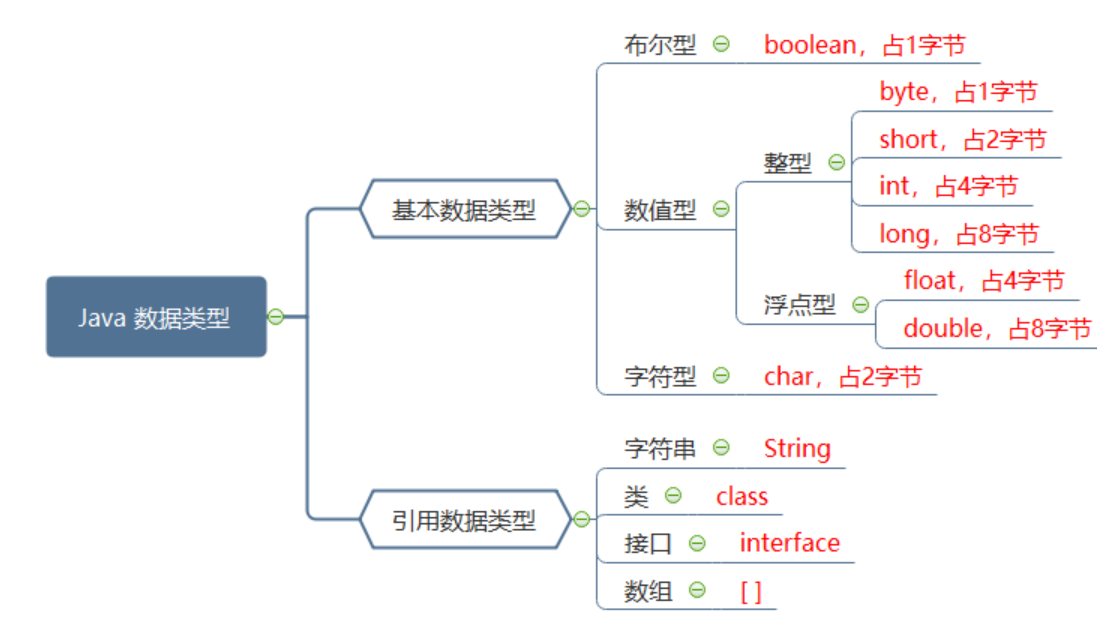 布尔型 boolean，占1字节
byte，占1字节
short，占2字节
整型
int，占4字节
基本数据类型
数值型
long，占8字节
float，占4字节
浮点型
Java 数据类型
double，占8字节
字符型 char，占2字节
字符串 String
类 class
引用数据类型
接口 interface
数组 [ ]